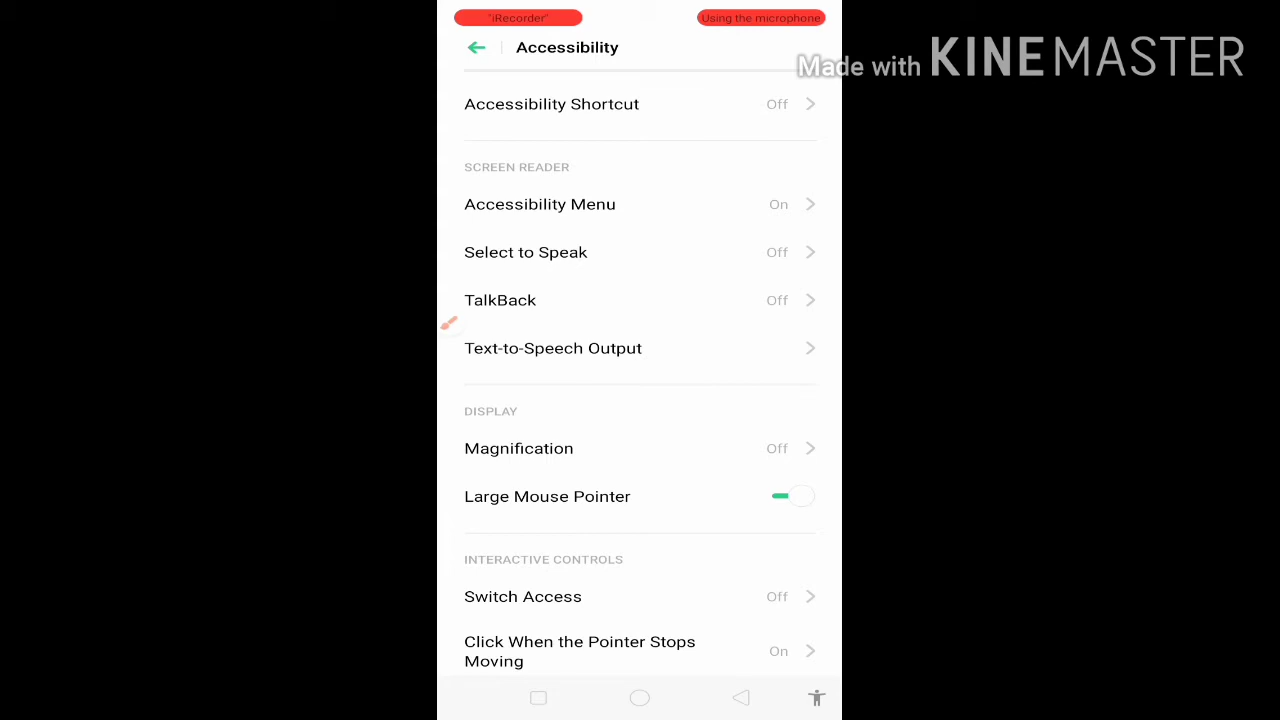 "iRecorder" Using the microphone
Accessibility
Made with KINEMASTER
Accessibility Shortcut Off
SCREEN READER
Accessibility Menu On
Select to Speak Off
TalkBack Off
Text-to-Speech Output
DISPLAY
Magnification Off
Large Mouse Pointer
INTERACTIVE CONTROLS
Switch Access Off
Click When the Pointer Stops
Moving On